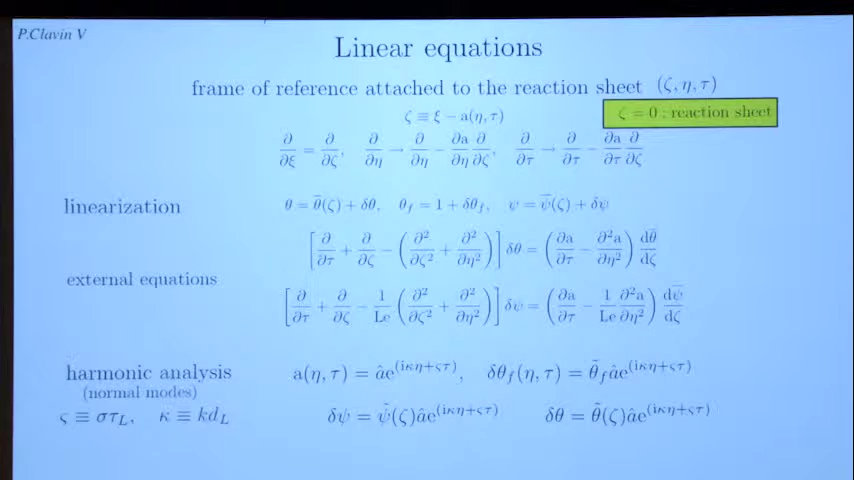 P.Clavin V
Linear equations
frame of reference attached to the reaction sheet (ζ, η, τ)
ζ ≡ ξ − a(η, τ)
ζ = 0 : reaction sheet
∂/∂ξ = ∂/∂ζ, ∂/∂η → ∂/∂η − ∂a/∂η ∂/∂ζ, ∂/∂τ → ∂/∂τ − ∂a/∂τ ∂/∂ζ
linearization θ = θ̄(ζ) + δθ, θ_f = 1 + δθ_f, ψ = ψ̄(ζ) + δψ
[∂/∂τ + ∂/∂ζ − (∂²/∂ζ² + ∂²/∂η²)] δθ = (∂a/∂τ − ∂²a/∂η²) dθ̄/dζ
external equations
[∂/∂τ + ∂/∂ζ − 1/Le (∂²/∂ζ² + ∂²/∂η²)] δψ = (∂a/∂τ − 1/Le ∂²a/∂η²) dψ̄/dζ
harmonic analysis a(η, τ) = âe^(iκη+ςτ), δθ_f(η, τ) = θ̃_f âe^(iκη+ςτ)
(normal modes)
ς ≡ στ_L, κ ≡ kd_L δψ = ψ̃(ζ)âe^(iκη+ςτ) δθ = θ̃(ζ)âe^(iκη+ςτ)